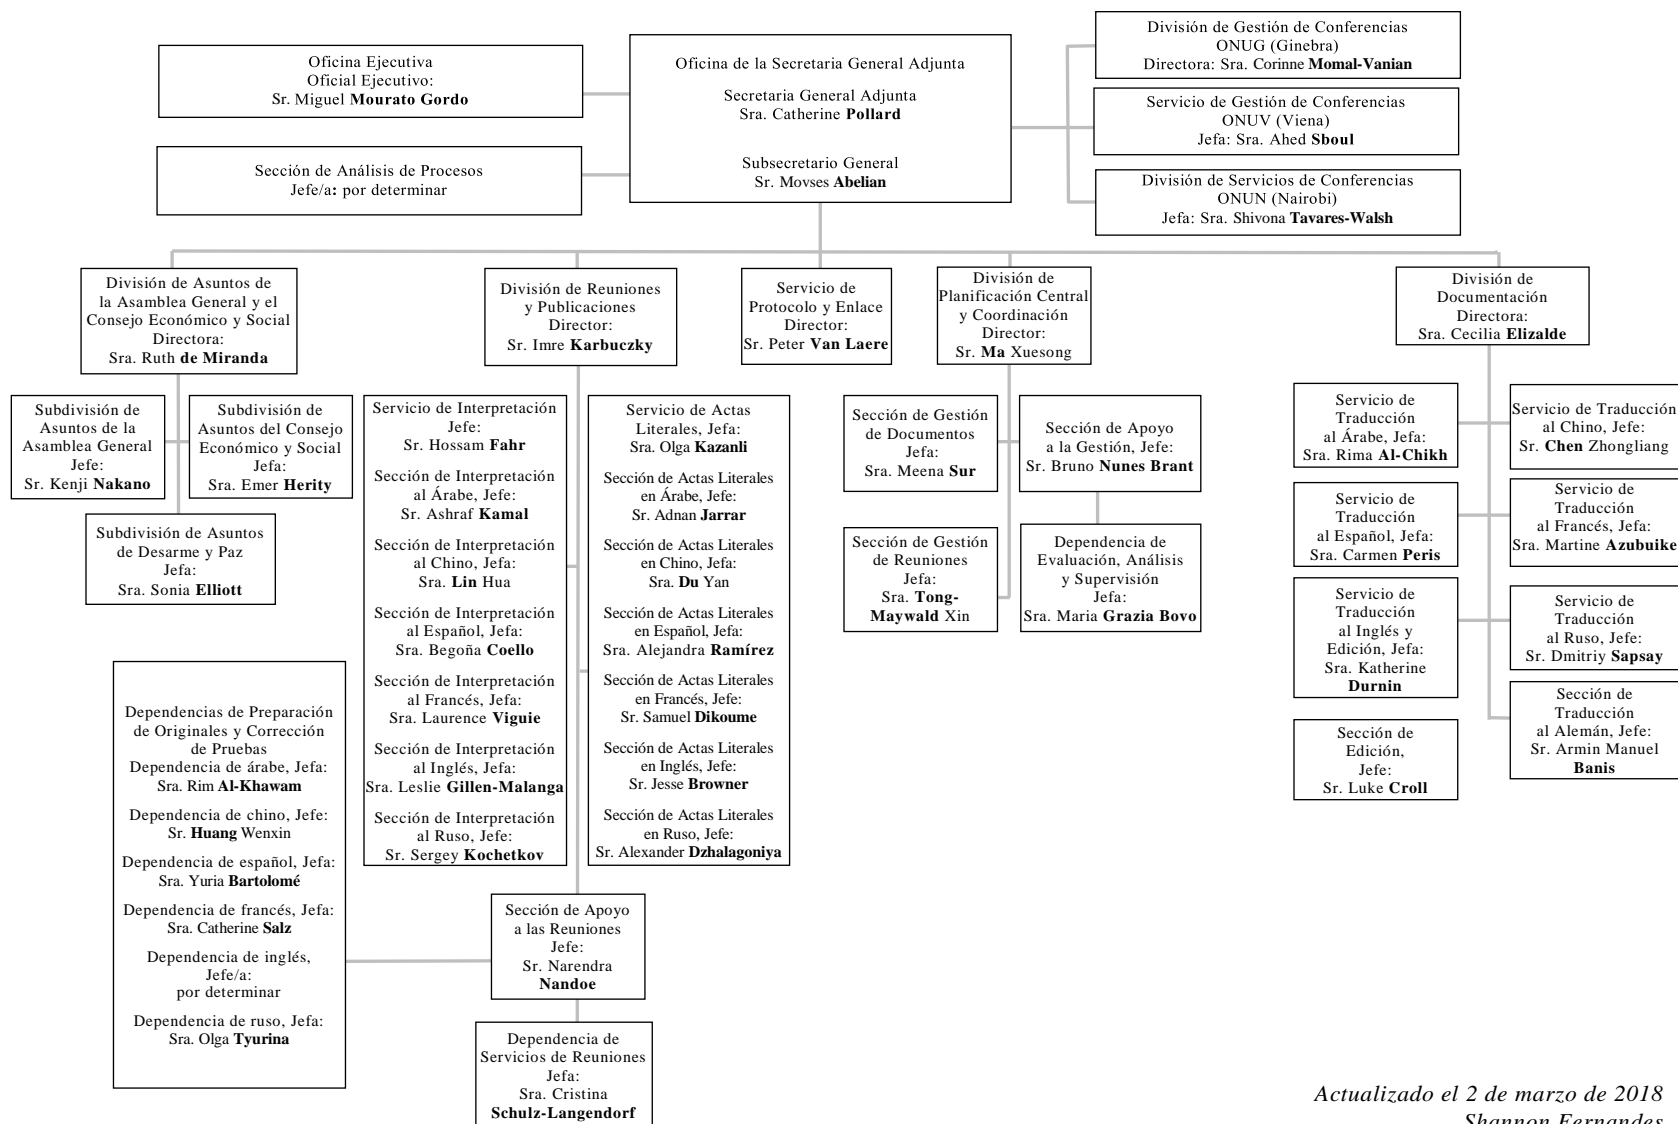 Oficina Ejecutiva
Oficial Ejecutivo:
Sr. Miguel Mourato Gordo
Sección de Análisis de Procesos
Jefe/a: por determinar
Oficina de la Secretaria General Adjunta
Secretaria General Adjunta
Sra. Catherine Pollard
Subsecretario General
Sr. Movses Abelian
División de Gestión de Conferencias
ONUG (Ginebra)
Directora: Sra. Corinne Momal-Vanian
Servicio de Gestión de Conferencias
ONUV (Viena)
Jefa: Sra. Ahed Sboul
División de Servicios de Conferencias
ONUN (Nairobi)
Jefa: Sra. Shivona Tavares-Walsh
División de Asuntos de
la Asamblea General y el
Consejo Económico y Social
Directora:
Sra. Ruth de Miranda
División de Reuniones
y Publicaciones
Director:
Sr. Imre Karbuczky
Servicio de
Protocolo y Enlace
Director:
Sr. Peter Van Laere
División de
Planificación Central
y Coordinación
Director:
Sr. Ma Xuesong
División de
Documentación
Directora:
Sra. Cecilia Elizalde
Subdivisión de
Asuntos de la
Asamblea General
Jefe:
Sr. Kenji Nakano
Subdivisión de
Asuntos del Consejo
Económico y Social
Jefa:
Sra. Emer Herity
Subdivisión de Asuntos
de Desarme y Paz
Jefa:
Sra. Sonia Elliott
Servicio de Interpretación
Jefe:
Sr. Hossam Fahr
Sección de Interpretación
al Árabe, Jefe:
Sr. Ashraf Kamal
Sección de Interpretación
al Chino, Jefa:
Sra. Lin Hua
Sección de Interpretación
al Español, Jefa:
Sra. Begoña Coello
Sección de Interpretación
al Francés, Jefa:
Sra. Laurence Viguie
Sección de Interpretación
al Inglés, Jefa:
Sra. Leslie Gillen-Malanga
Sección de Interpretación
al Ruso, Jefe:
Sr. Sergey Kochetkov
Servicio de Actas
Literales, Jefa:
Sra. Olga Kazanli
Sección de Actas Literales
en Árabe, Jefe:
Sr. Adnan Jarrar
Sección de Actas Literales
en Chino, Jefa:
Sra. Du Yan
Sección de Actas Literales
en Español, Jefa:
Sra. Alejandra Ramírez
Sección de Actas Literales
en Francés, Jefe:
Sr. Samuel Dikoume
Sección de Actas Literales
en Inglés, Jefe:
Sr. Jesse Browner
Sección de Actas Literales
en Ruso, Jefe:
Sr. Alexander Dzhalagoniya
Sección de Gestión
de Documentos
Jefa:
Sra. Meena Sur
Sección de Apoyo
a la Gestión, Jefe:
Sr. Bruno Nunes Brant
Sección de Gestión
de Reuniones
Jefa:
Sra. Tong-
Maywald Xin
Dependencia de
Evaluación, Análisis
y Supervisión
Jefa:
Sra. Maria Grazia Bovo
Servicio de
Traducción
al Árabe, Jefa:
Sra. Rima Al-Chikh
Servicio de Traducción
al Chino, Jefe:
Sr. Chen Zhongliang
Servicio de
Traducción
al Español, Jefa:
Sra. Carmen Peris
Servicio de
Traducción
al Francés, Jefa:
Sra. Martine Azubuike
Servicio de
Traducción
al Inglés y
Edición, Jefa:
Sra. Katherine
Durnin
Servicio de
Traducción
al Ruso, Jefe:
Sr. Dmitriy Sapsay
Sección de
Edición,
Jefe:
Sr. Luke Croll
Sección de
Traducción
al Alemán, Jefe:
Sr. Armin Manuel
Banis
Dependencias de Preparación
de Originales y Corrección
de Pruebas
Dependencia de árabe, Jefa:
Sra. Rim Al-Khawam
Dependencia de chino, Jefe:
Sr. Huang Wenxin
Dependencia de español, Jefa:
Sra. Yuria Bartolomé
Dependencia de francés, Jefa:
Sra. Catherine Salz
Dependencia de inglés,
Jefe/a:
por determinar
Dependencia de ruso, Jefa:
Sra. Olga Tyurina
Sección de Apoyo
a las Reuniones
Jefe:
Sr. Narendra
Nandoe
Dependencia de
Servicios de Reuniones
Jefa:
Sra. Cristina
Schulz-Langendorf
Actualizado el 2 de marzo de 2018
Shannon Fernandes